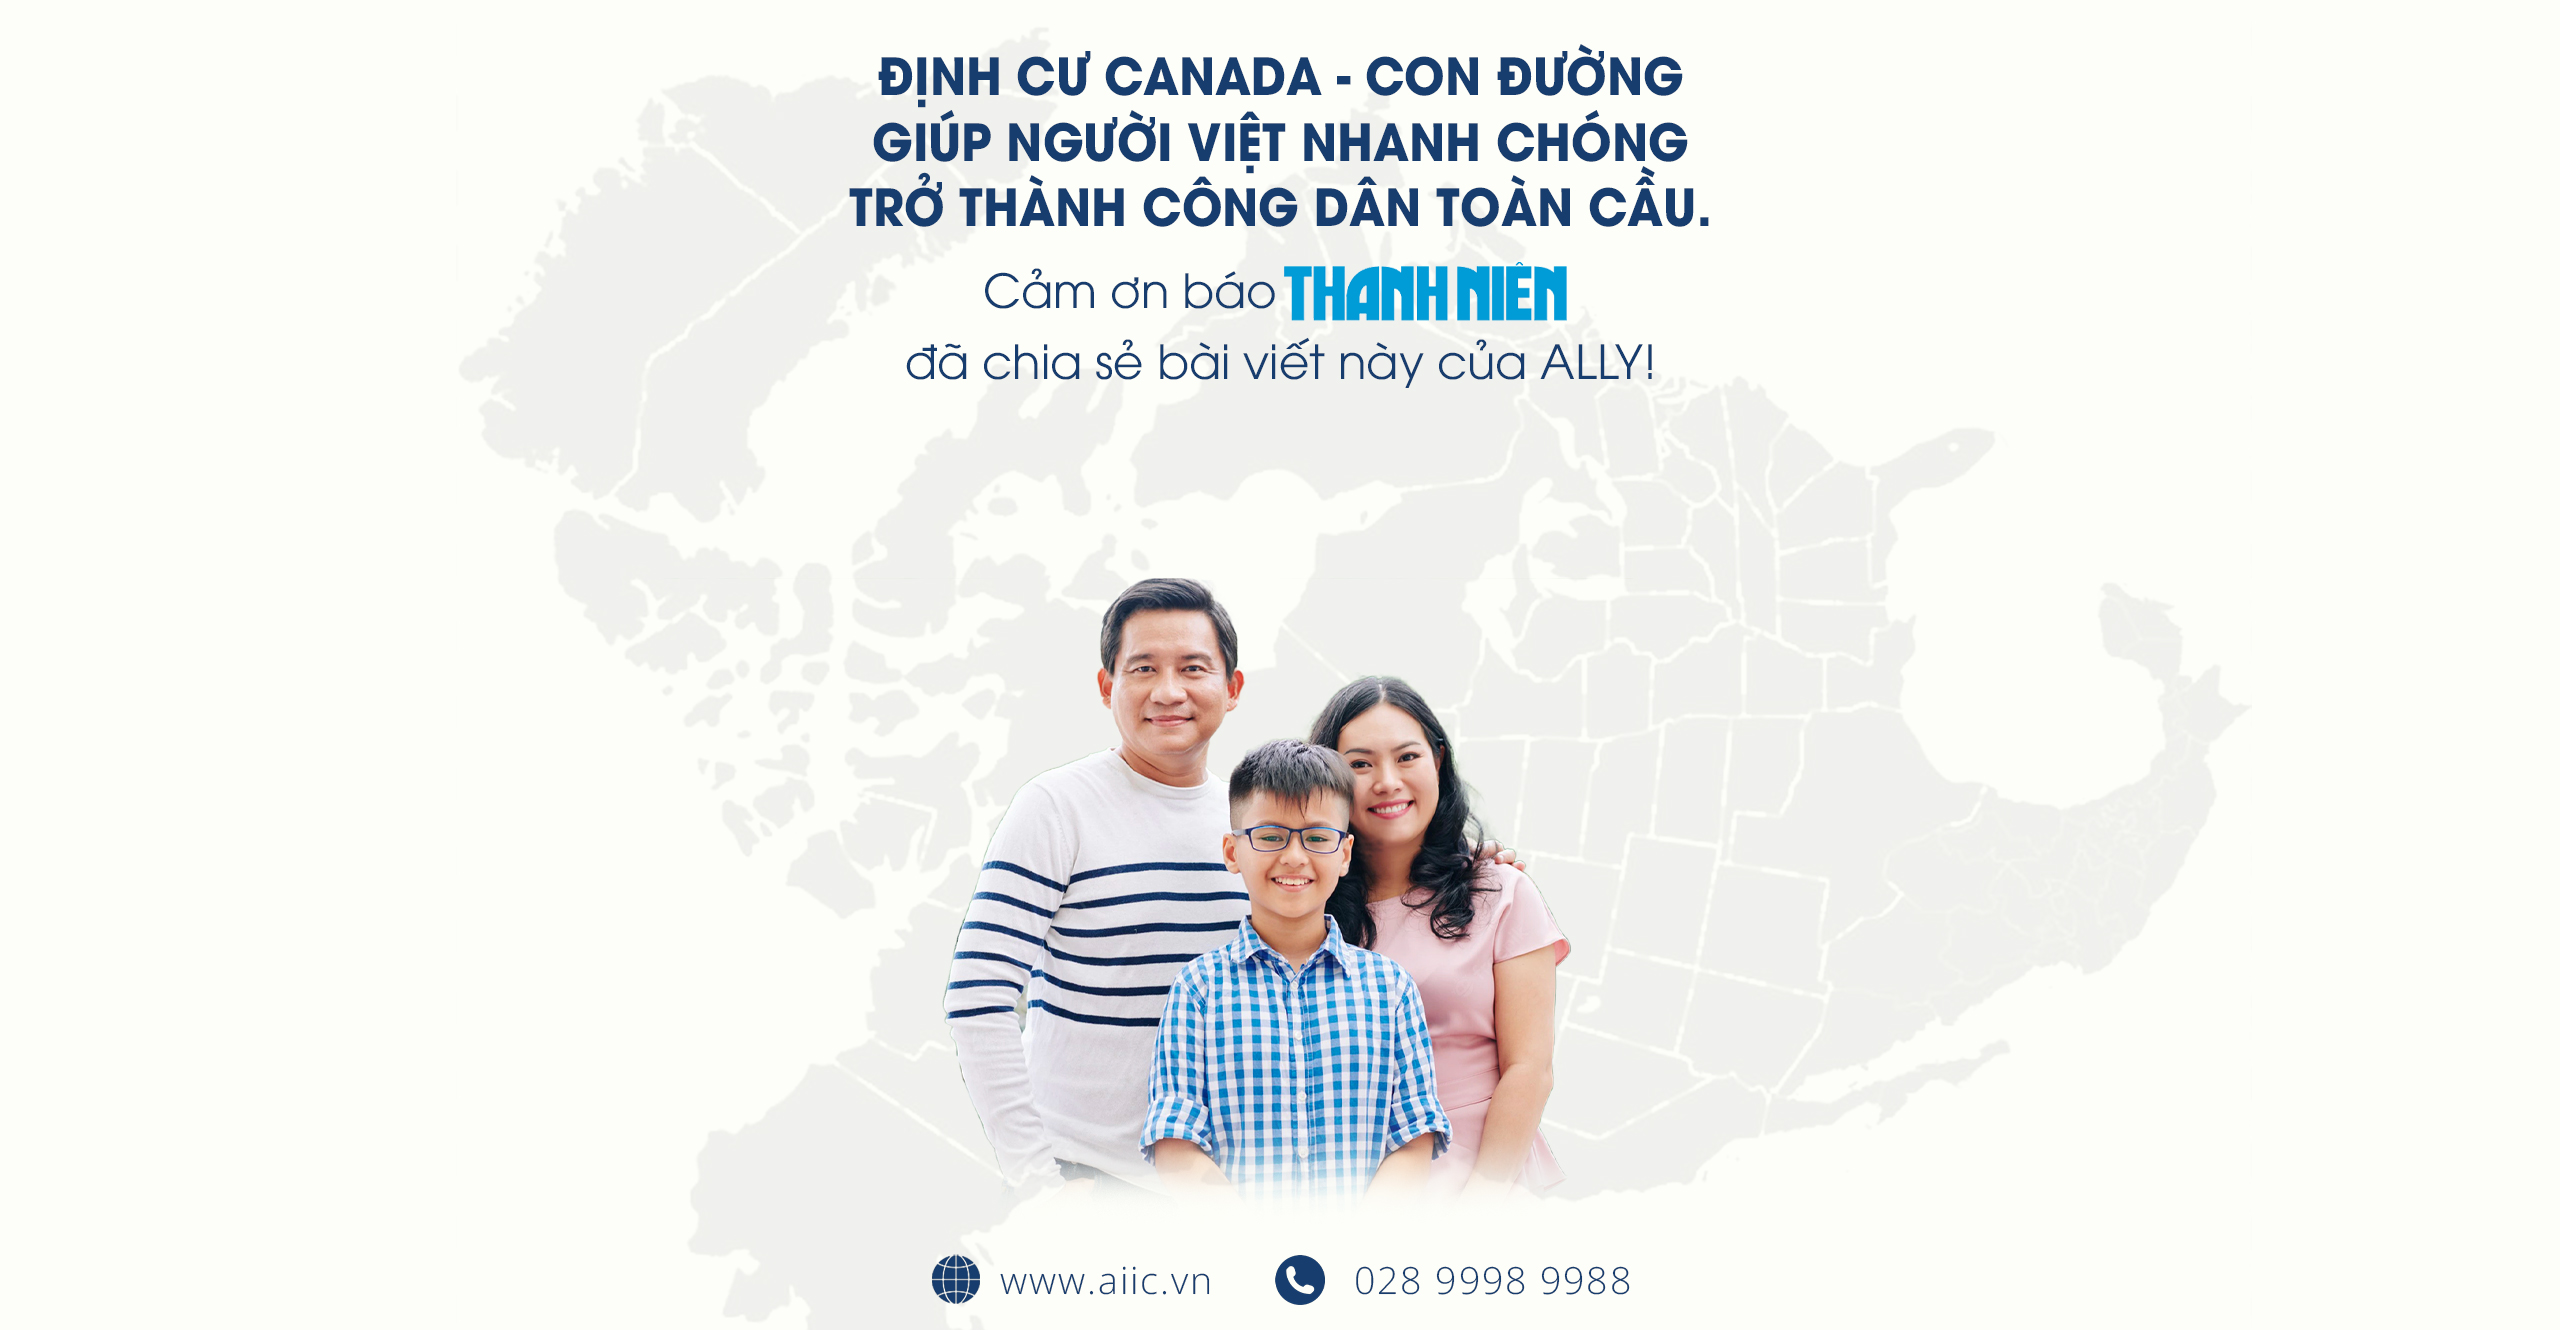 ĐỊNH CƯ CANADA - CON ĐƯỜNG
GIÚP NGƯỜI VIỆT NHANH CHÓNG
TRỞ THÀNH CÔNG DÂN TOÀN CẦU.
Cảm ơn báo THANH NIÊN
đã chia sẻ bài viết này của ALLY!
www.aiic.vn 028 9998 9988